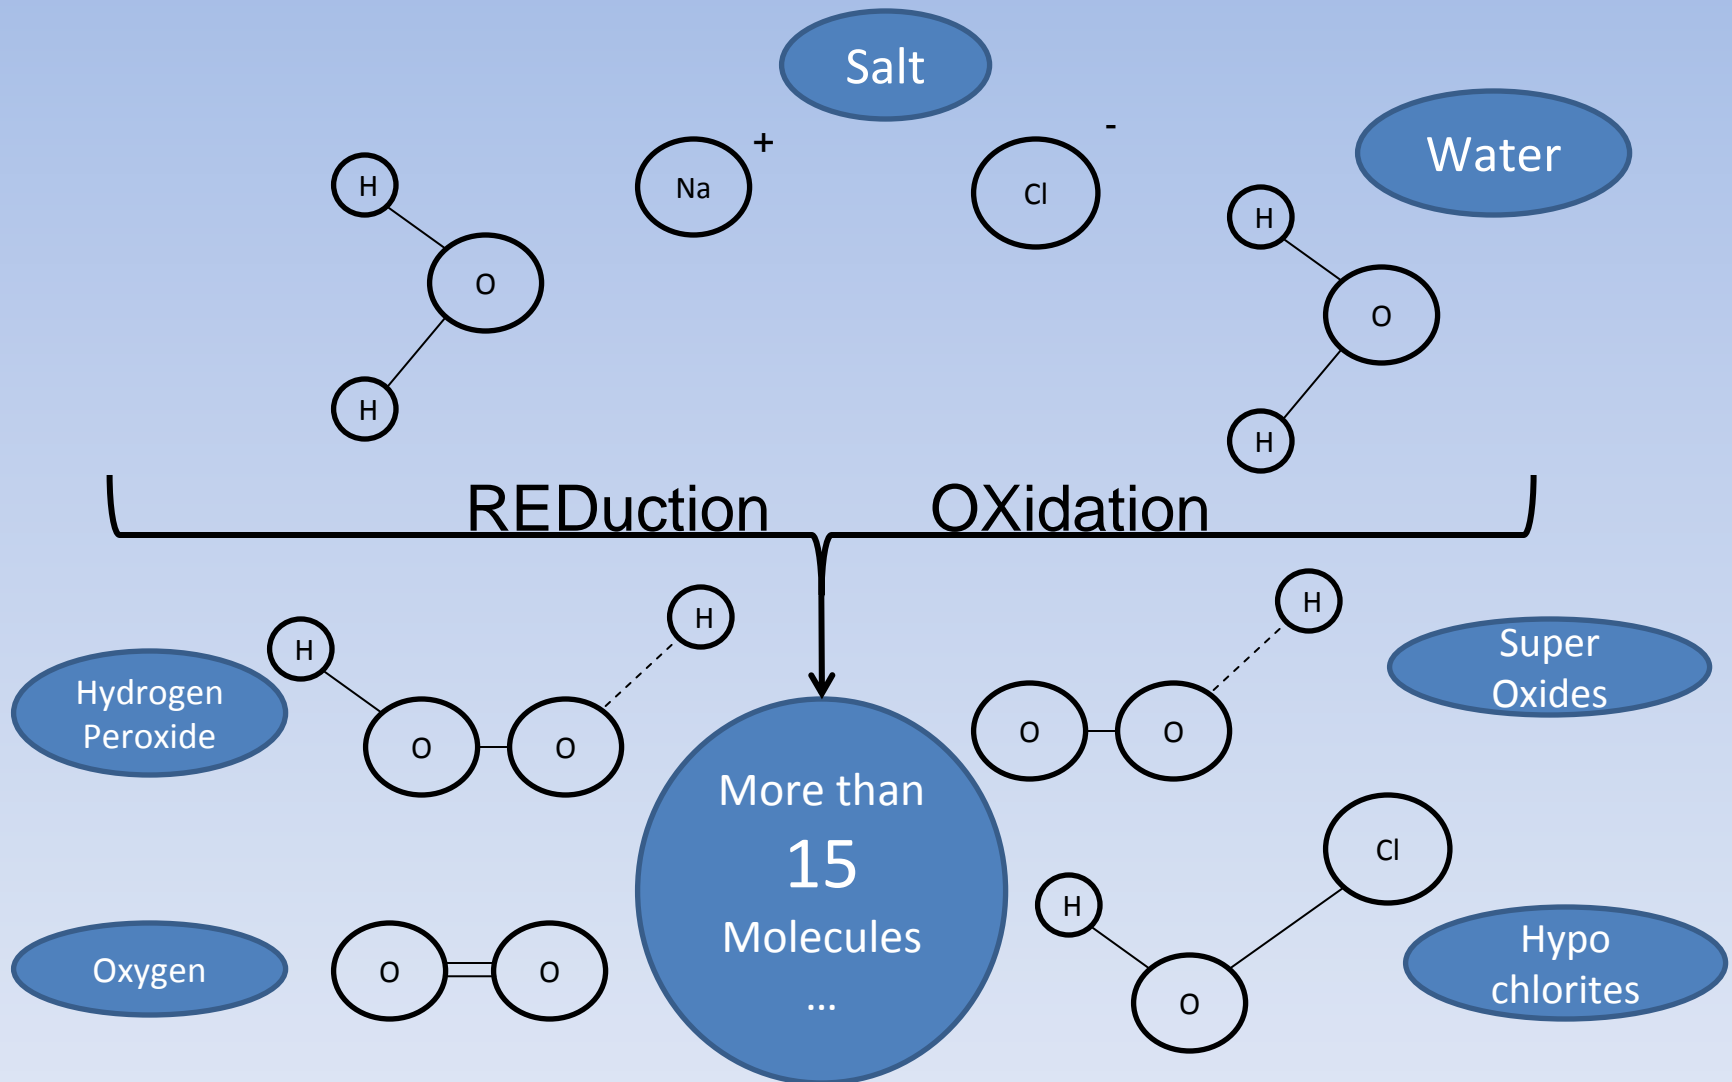 Salt
Water
+
-
H
Na
Cl
H
O
O
H
H
REDuction OXidation
H
H
H
Super
Oxides
Hydrogen
Peroxide
O
O
O
O
More than
15
Molecules
...
Cl
H
Hypo
chlorites
Oxygen
O
O
O